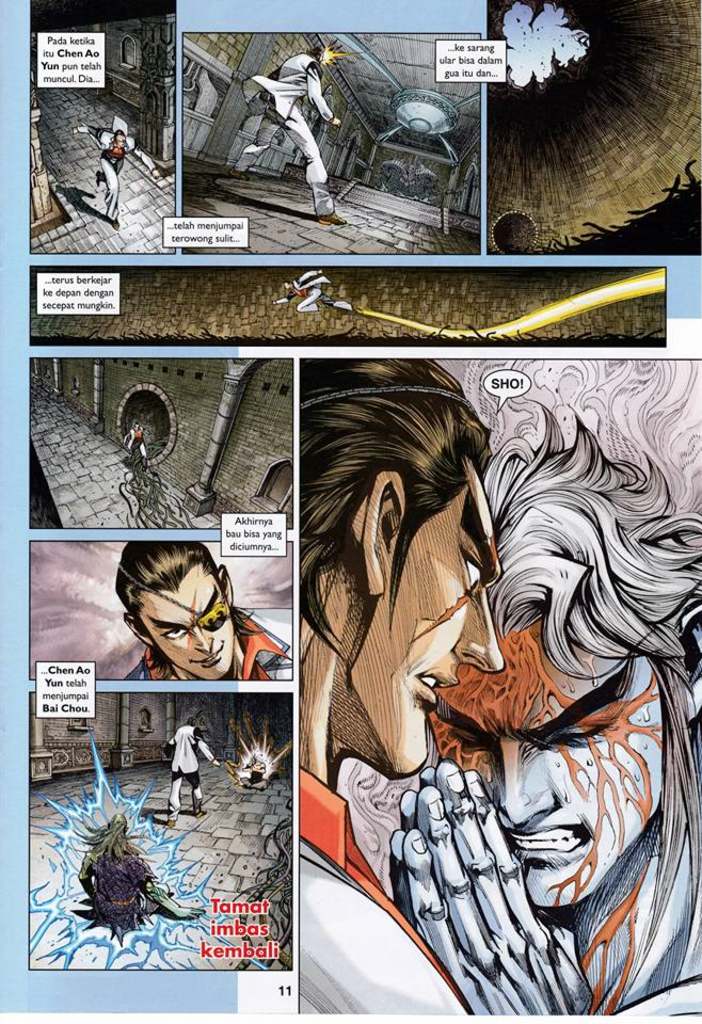 Pada ketika
itu Chen Ao
Yun pun telah
muncul. Dia...
...telah menjumpai
terowong sulit...
...ke sarang
ular bisa dalam
gua itu dan...
...terus berkejar
ke depan dengan
secepat mungkin.
Akhirnya
bau bisa yang
diciumnya...
...Chen Ao
Yun telah
menjumpai
Bai Chou.
Tamat
imbas
kembali
SHO!
11